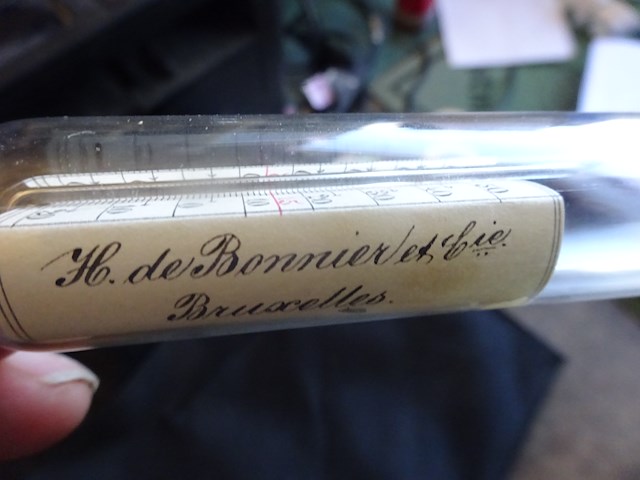 H. de Bonnier et Cie.
Bruxelles.